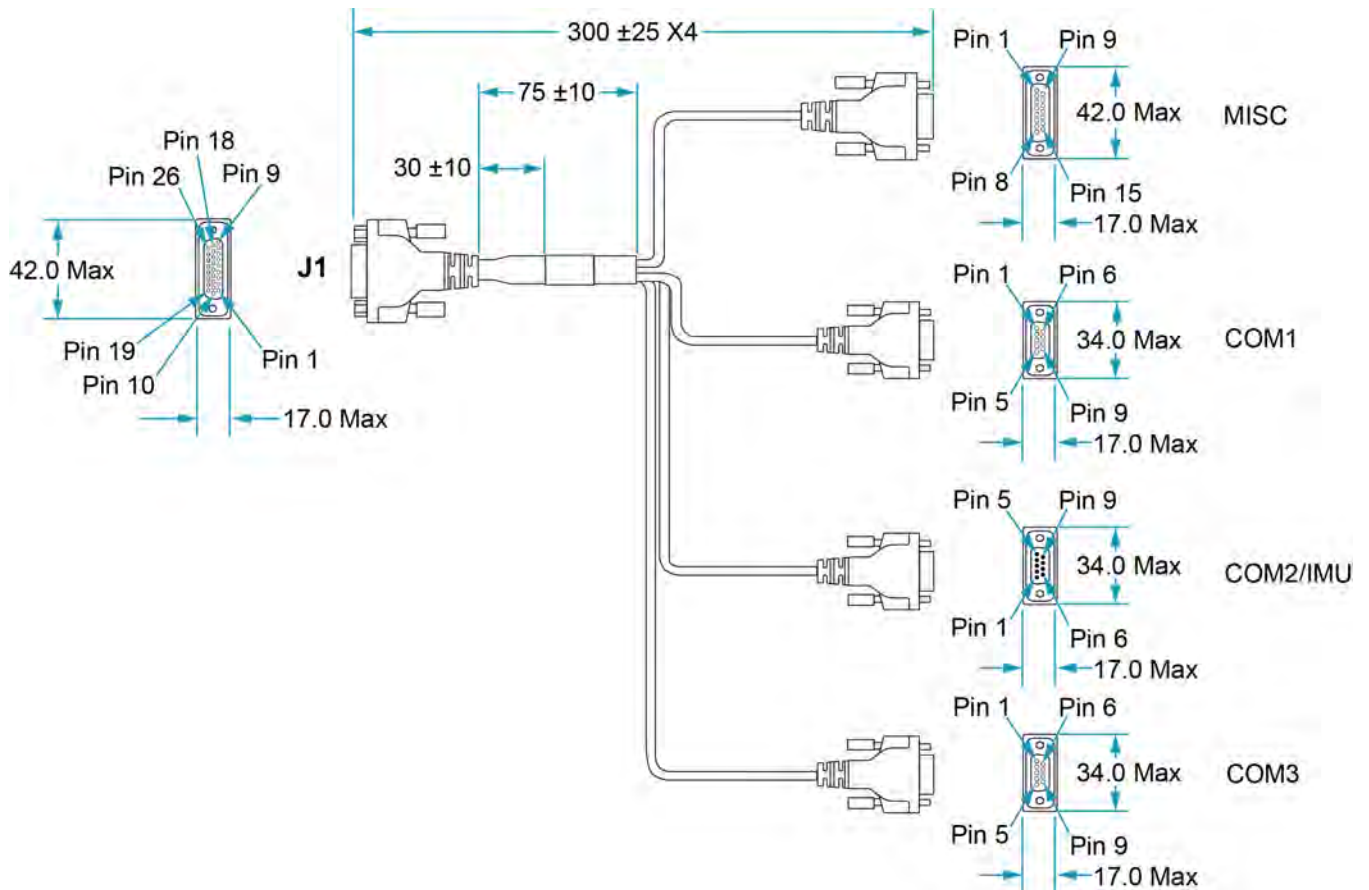 300 ±25 X4
75 ±10
30 ±10
Pin 18
Pin 26
Pin 9
42.0 Max
J1
Pin 19
Pin 10
Pin 1
17.0 Max
Pin 1
Pin 9
42.0 Max
MISC
Pin 8
Pin 15
17.0 Max
Pin 1
Pin 6
34.0 Max
COM1
Pin 5
Pin 9
17.0 Max
Pin 5
Pin 9
34.0 Max
COM2/IMU
Pin 1
Pin 6
17.0 Max
Pin 1
Pin 6
34.0 Max
COM3
Pin 5
Pin 9
17.0 Max